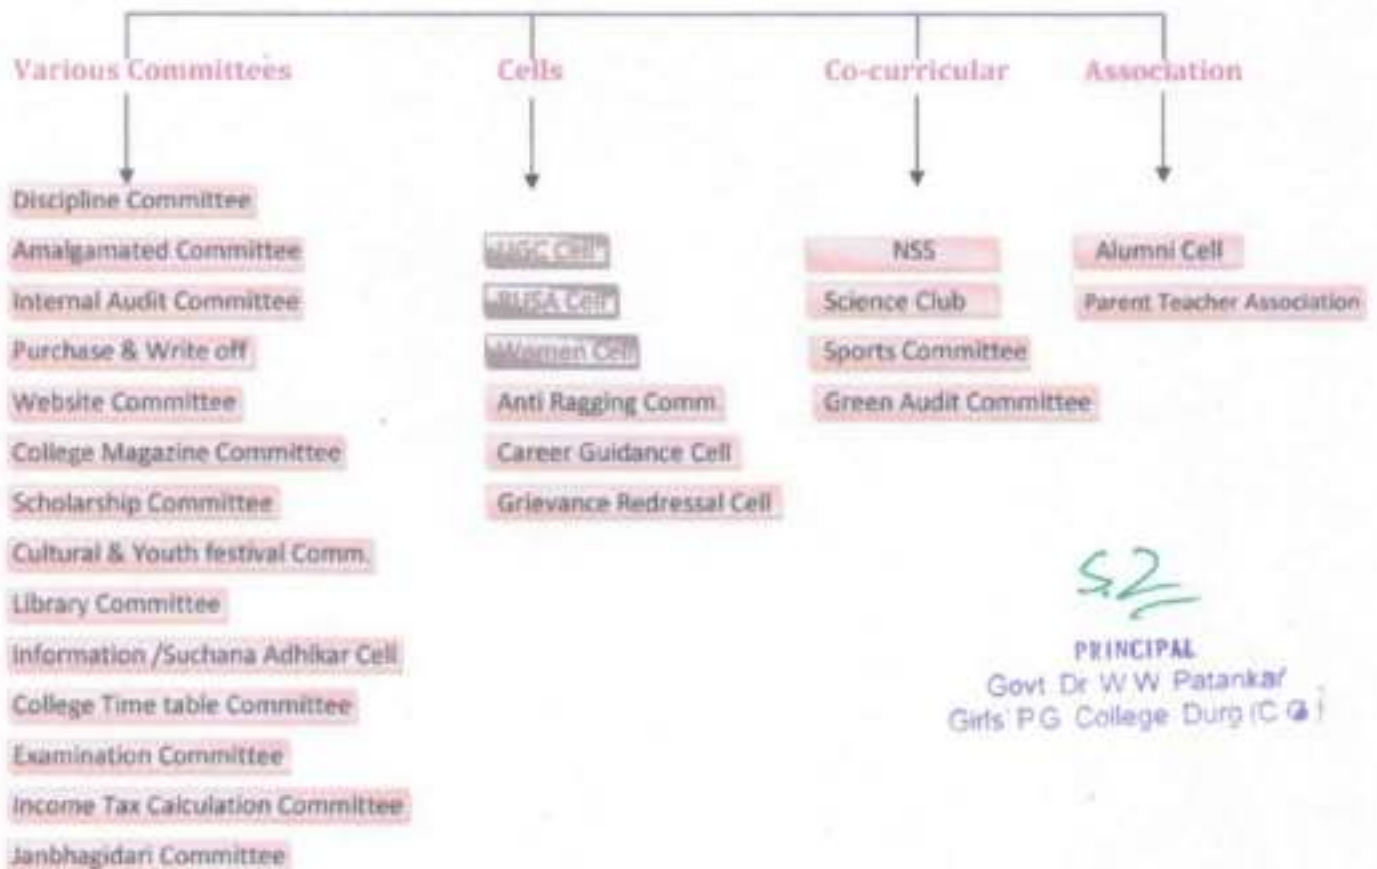 Various Committees
Cells
Co-curricular
Association
Discipline Committee
Amalgamated Committee
Internal Audit Committee
Purchase & Write off
Website Committee
College Magazine Committee
Scholarship Committee
Cultural & Youth festival Comm.
Library Committee
Information /Suchana Adhikar Cell
College Time table Committee
Examination Committee
Income Tax Calculation Committee
Janbhagidari Committee
UGC Cell
RUSA Cell
Women Cell
Anti Ragging Comm.
Career Guidance Cell
Grievance Redressal Cell
NSS
Science Club
Sports Committee
Green Audit Committee
Alumni Cell
Parent Teacher Association
PRINCIPAL
Govt Dr W W Patankar
Girls' P G College Durg (C G )